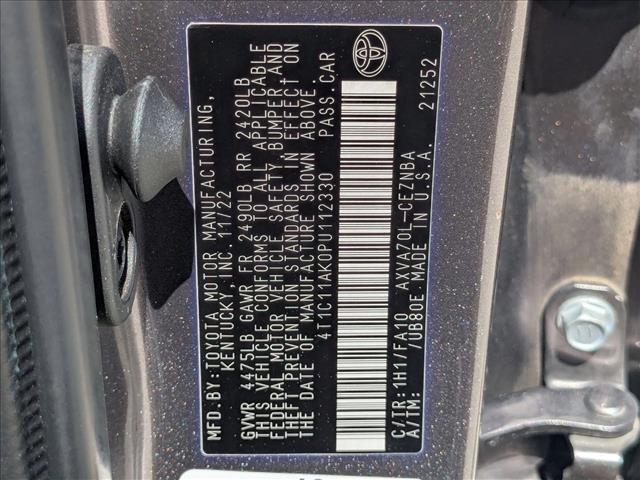 MFD. BY: TOYOTA MOTOR MANUFACTURING,
KENTUCKY, INC. 11/22
GVWR 4475LB GAWR FR 2490LB RR 2420LB
THIS VEHICLE CONFORMS TO ALL APPLICABLE
FEDERAL MOTOR VEHICLE SAFETY, BUMPER, AND
THEFT PREVENTION STANDARDS IN EFFECT ON
THE DATE OF MANUFACTURE SHOWN ABOVE.
4T1C11AK0PU112330 PASS. CAR
C/TR: 1H1/FA10 AXVA70L-CEZNBA
A/TM: /UB80E MADE IN U.S.A. 21252